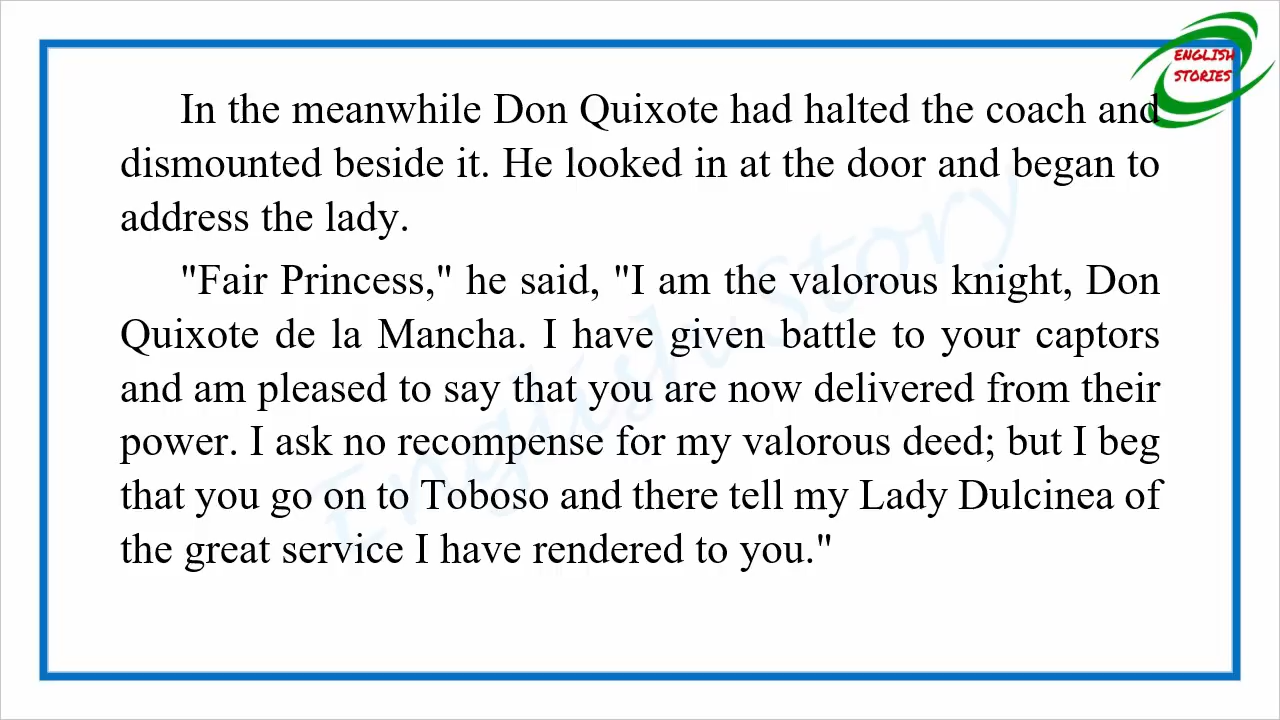 ENGLISH
STORIES
In the meanwhile Don Quixote had halted the coach and
dismounted beside it. He looked in at the door and began to
address the lady.
"Fair Princess," he said, "I am the valorous knight, Don
Quixote de la Mancha. I have given battle to your captors
and am pleased to say that you are now delivered from their
power. I ask no recompense for my valorous deed; but I beg
that you go on to Toboso and there tell my Lady Dulcinea of
the great service I have rendered to you."
English Story